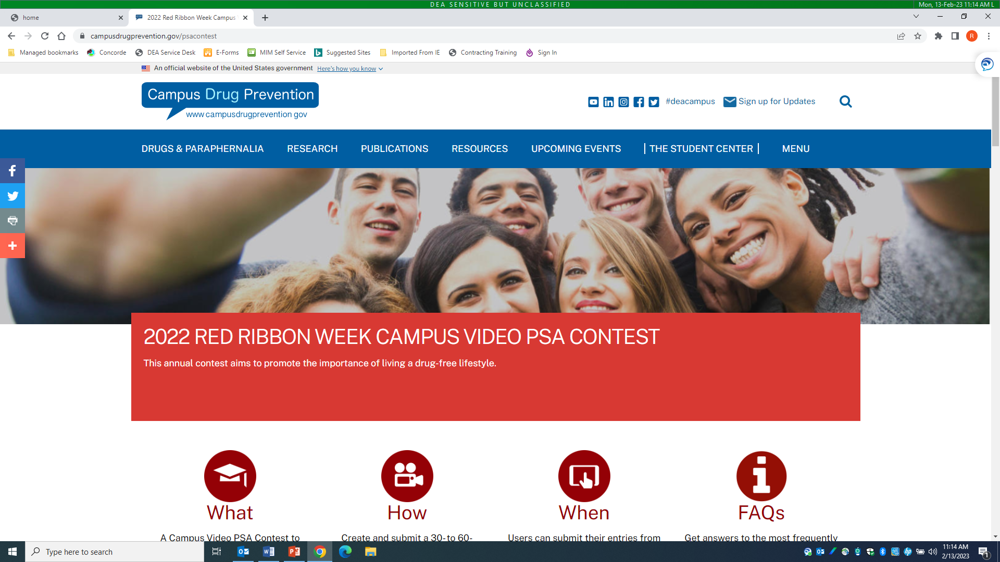 DEA SENSITIVE BUT UNCLASSIFIED
Mon, 13-Feb-23 11:14 AM L
home
2022 Red Ribbon Week Campus
campusdrugprevention.gov/psacontest
R
Managed bookmarks Concorde DEA Service Desk E-Forms MIM Self Service Suggested Sites Imported From IE Contracting Training Sign In
An official website of the United States government Here's how you know
Campus Drug Prevention
www.campusdrugprevention.gov
#deacampus Sign up for Updates
DRUGS & PARAPHERNALIA RESEARCH PUBLICATIONS RESOURCES UPCOMING EVENTS | THE STUDENT CENTER | MENU
2022 RED RIBBON WEEK CAMPUS VIDEO PSA CONTEST
This annual contest aims to promote the importance of living a drug-free lifestyle.
What How When FAQs
A Campus Video PSA Contest to Create and submit a 30- to 60- Users can submit their entries from Get answers to the most frequently
Type here to search
11:14 AM
2/13/2023
1